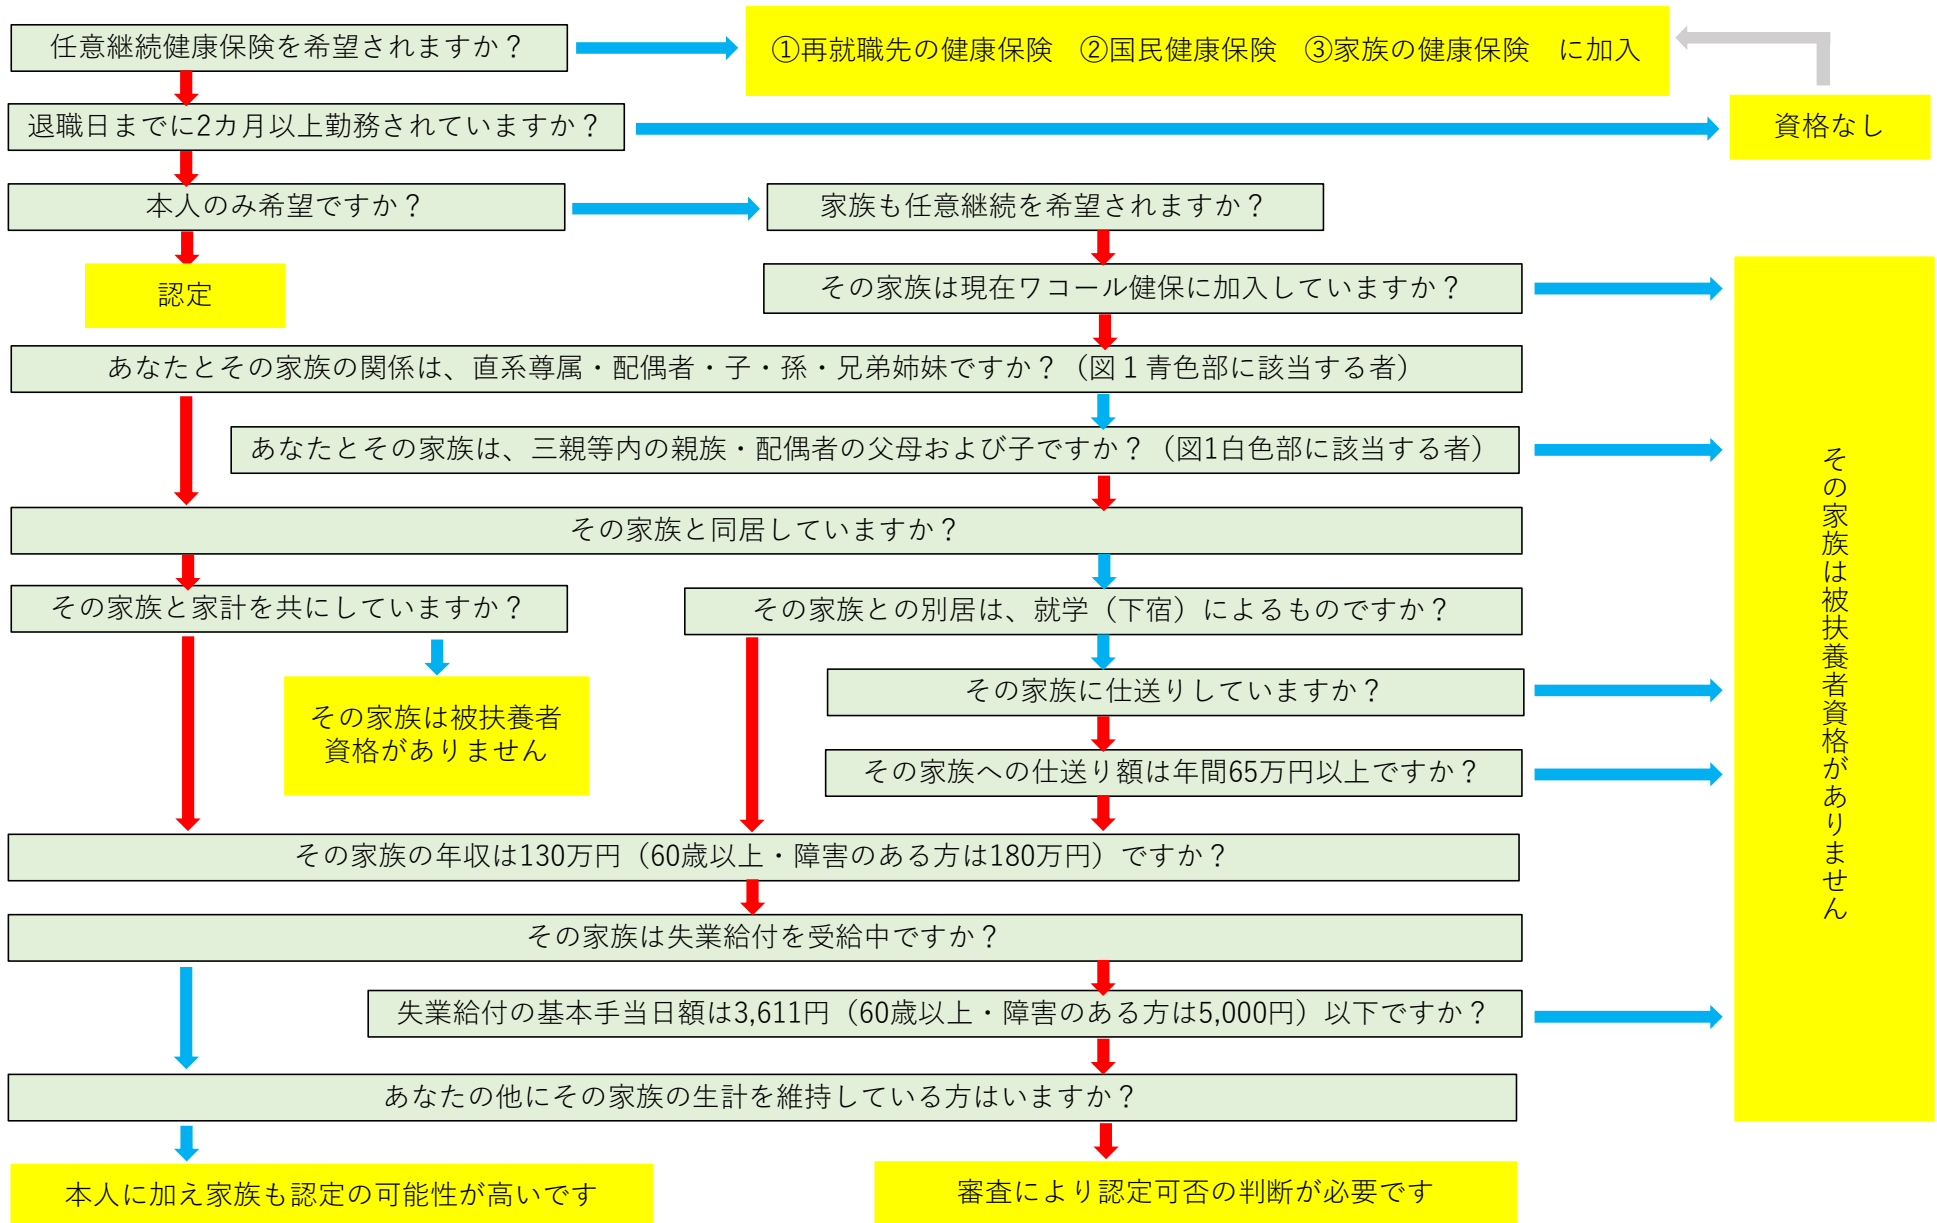 任意継続健康保険を希望されますか？
①再就職先の健康保険　②国民健康保険　③家族の健康保険　に加入
退職日までに2カ月以上勤務されていますか？
資格なし
本人のみ希望ですか？
家族も任意継続を希望されますか？
認定
その家族は現在ワコール健保に加入していますか？
あなたとその家族の関係は、直系尊属・配偶者・子・孫・兄弟姉妹ですか？（図１青色部に該当する者）
あなたとその家族は、三親等内の親族・配偶者の父母および子ですか？（図1白色部に該当する者）
その家族と同居していますか？
その家族と家計を共にしていますか？
その家族との別居は、就学（下宿）によるものですか？
その家族は被扶養者
資格がありません
その家族に仕送りしていますか？
その家族への仕送り額は年間65万円以上ですか？
その家族は被扶養者資格がありません
その家族の年収は130万円（60歳以上・障害のある方は180万円）ですか？
その家族は失業給付を受給中ですか？
失業給付の基本手当日額は3,611円（60歳以上・障害のある方は5,000円）以下ですか？
あなたの他にその家族の生計を維持している方はいますか？
本人に加え家族も認定の可能性が高いです
審査により認定可否の判断が必要です